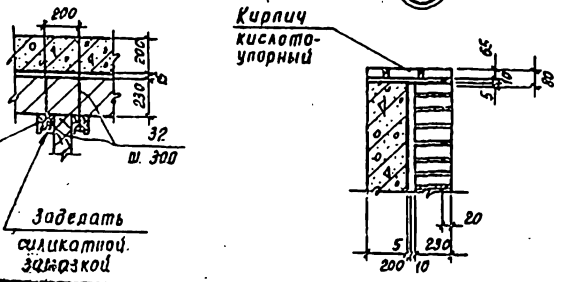 200
200
15
230
32
Ш. 300
Заделать
силикатной
замазкой
Кирпич
кислото-
упорный
65
10
5
80
20
5
230
200
10